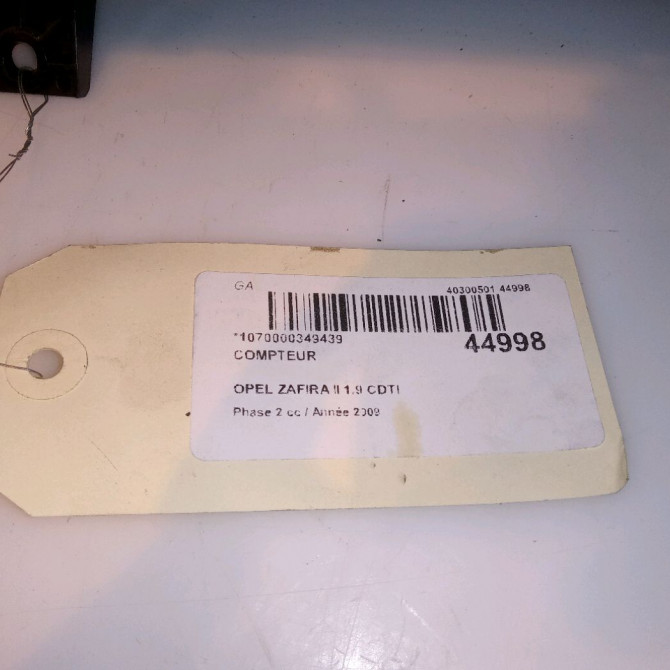 GA 40300501 44998
*1070000349439 44998
COMPTEUR
OPEL ZAFIRA II 1.9 CDTI
Phase 2 cc / Année 2009